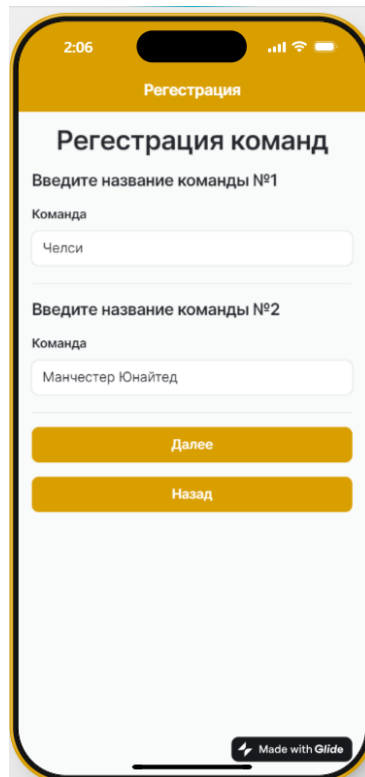 2:06
Регестрация
Регестрация команд
Введите название команды №1
Команда
Челси
Введите название команды №2
Команда
Манчестер Юнайтед
Далее
Назад
Made with Glide